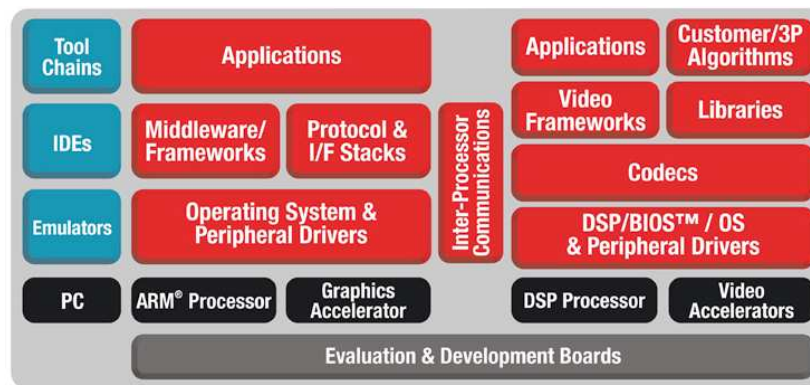 Tool
Chains
Applications
Applications
Customer/3P
Algorithms
IDEs
Middleware/
Frameworks
Protocol &
I/F Stacks
Inter-Processor
Communications
Video
Frameworks
Libraries
Codecs
Emulators
Operating System &
Peripheral Drivers
DSP/BIOS™ / OS
& Peripheral Drivers
PC
ARM® Processor
Graphics
Accelerator
DSP Processor
Video
Accelerators
Evaluation & Development Boards